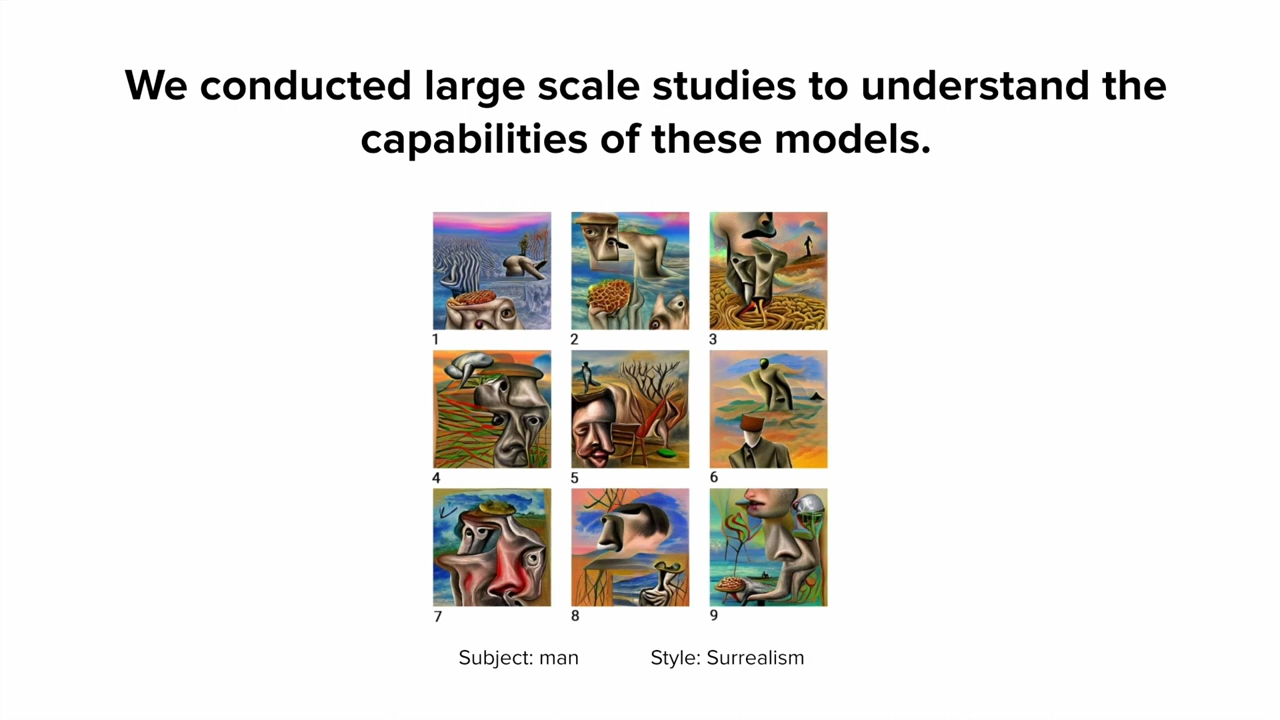 We conducted large scale studies to understand the
capabilities of these models.
1
2
3
4
5
6
7
8
9
Subject: man
Style: Surrealism